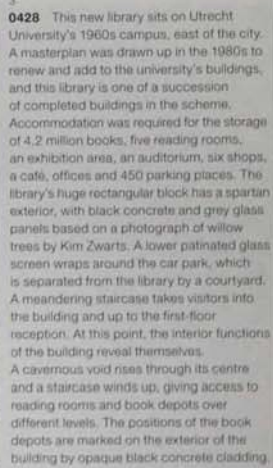 0428 This new library sits on Utrecht
University's 1960s campus, east of the city.
A masterplan was drawn up in the 1980s to
renew and add to the university's buildings,
and this library is one of a succession
of completed buildings in the scheme.
Accommodation was required for the storage
of 4.2 million books, five reading rooms,
an exhibition area, an auditorium, six shops,
a café, offices and 450 parking places. The
library's huge rectangular block has a spartan
exterior, with black concrete and grey glass
panels based on a photograph of willow
trees by Kim Zwarts. A lower patinated glass
screen wraps around the car park, which
is separated from the library by a courtyard.
A meandering staircase takes visitors into
the building and up to the first-floor
reception. At this point, the interior functions
of the building reveal themselves.
A cavernous void rises through its centre
and a staircase winds up, giving access to
reading rooms and book depots over
different levels. The positions of the book
depots are marked on the exterior of the
building by opaque black concrete cladding.